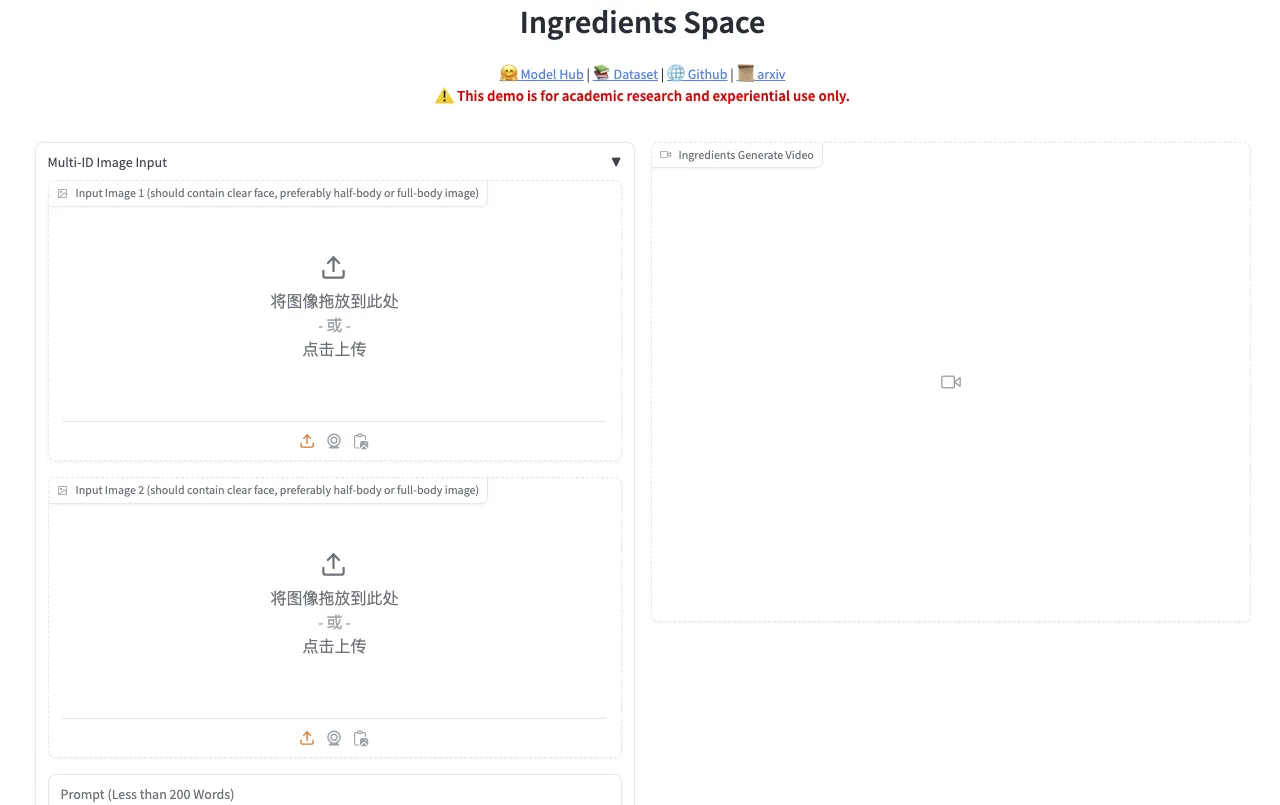 Ingredients Space
🤗 Model Hub | 📚 Dataset | 🌐 Github | 📜 arxiv
⚠️ This demo is for academic research and experiential use only.
Multi-ID Image Input ▼
Input Image 1 (should contain clear face, preferably half-body or full-body image)
将图像拖放到此处
- 或 -
点击上传
Input Image 2 (should contain clear face, preferably half-body or full-body image)
将图像拖放到此处
- 或 -
点击上传
Prompt (Less than 200 Words)
Ingredients Generate Video